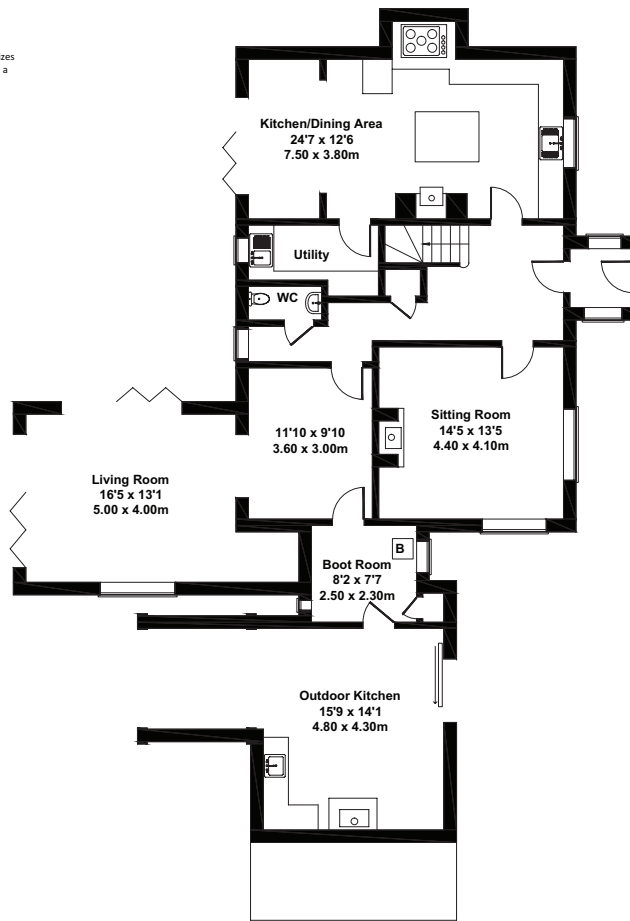 a
Kitchen/Dining Area
24'7 x 12'6
7.50 x 3.80m
Utility
WC
Sitting Room
14'5 x 13'5
4.40 x 4.10m
11'10 x 9'10
3.60 x 3.00m
Living Room
16'5 x 13'1
5.00 x 4.00m
B
Boot Room
8'2 x 7'7
2.50 x 2.30m
Outdoor Kitchen
15'9 x 14'1
4.80 x 4.30m